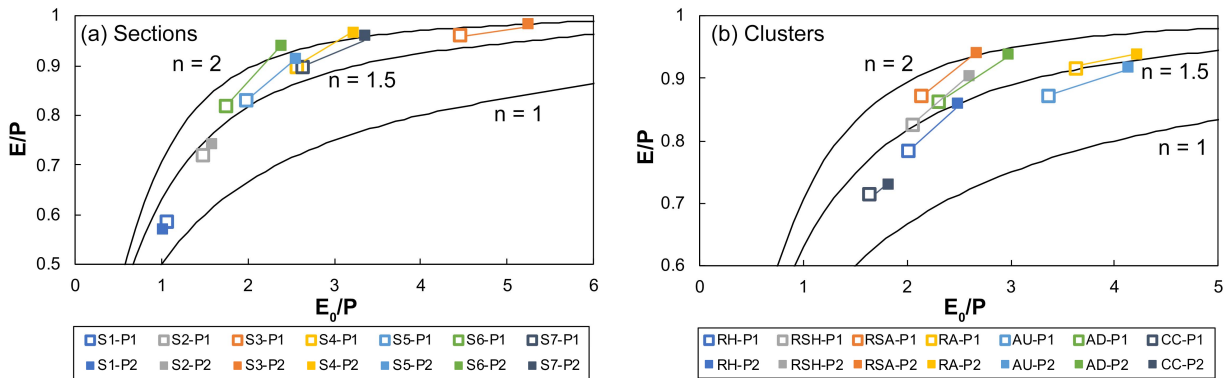 (a) Sections
n = 2
n = 1.5
n = 1
E/P
1
0.9
0.8
0.7
0.6
0.5
0 1 2 3 4 5 6
E₀/P
S1-P1 S2-P1 S3-P1 S4-P1 S5-P1 S6-P1 S7-P1
S1-P2 S2-P2 S3-P2 S4-P2 S5-P2 S6-P2 S7-P2
(b) Clusters
n = 2
n = 1.5
n = 1
E/P
1
0.9
0.8
0.7
0.6
0 1 2 3 4 5
E₀/P
RH-P1 RSH-P1 RSA-P1 RA-P1 AU-P1 AD-P1 CC-P1
RH-P2 RSH-P2 RSA-P2 RA-P2 AU-P2 AD-P2 CC-P2